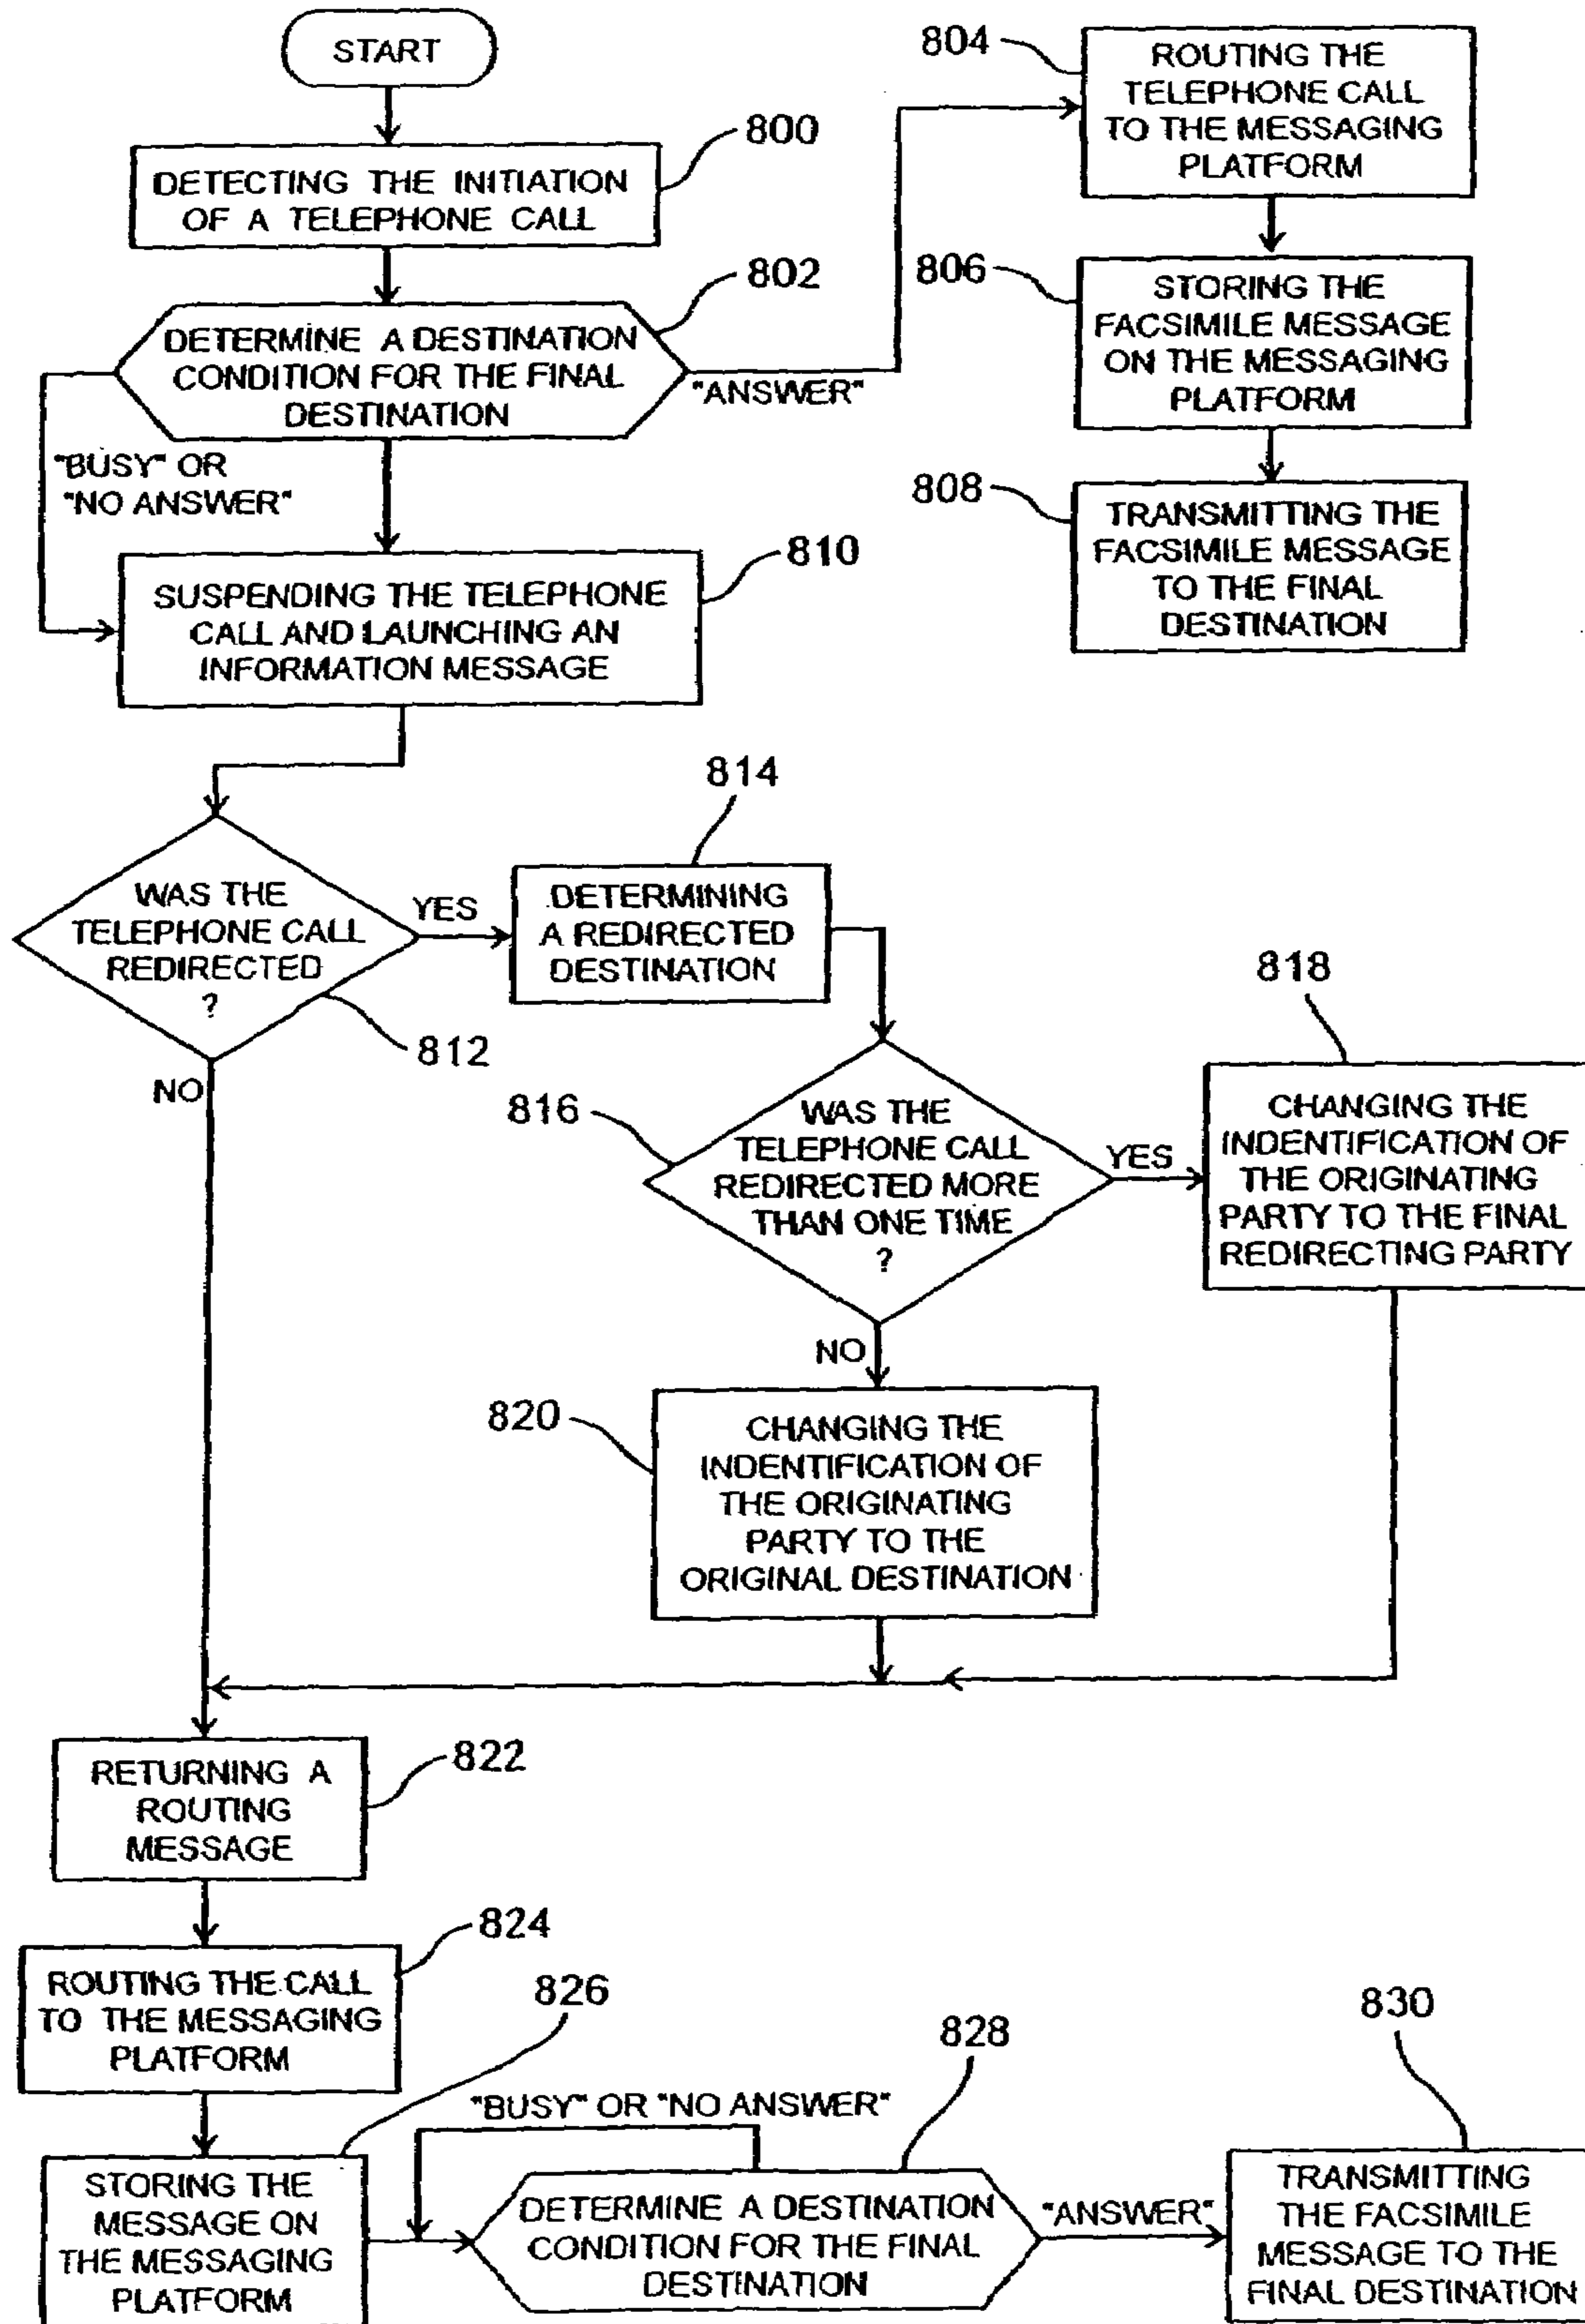 START
800
DETECTING THE INITIATION
OF A TELEPHONE CALL
802
DETERMINE A DESTINATION
CONDITION FOR THE FINAL
DESTINATION
"ANSWER"
"BUSY" OR
"NO ANSWER"
804
ROUTING THE
TELEPHONE CALL
TO THE MESSAGING
PLATFORM
806
STORING THE
FACSIMILE MESSAGE
ON THE MESSAGING
PLATFORM
808
TRANSMITTING THE
FACSIMILE MESSAGE
TO THE FINAL
DESTINATION
810
SUSPENDING THE TELEPHONE
CALL AND LAUNCHING AN
INFORMATION MESSAGE
WAS THE
TELEPHONE CALL
REDIRECTED
?
812
YES
NO
814
DETERMINING
A REDIRECTED
DESTINATION
816
WAS THE
TELEPHONE CALL
REDIRECTED MORE
THAN ONE TIME
?
YES
NO
818
CHANGING THE
INDENTIFICATION OF
THE ORIGINATING
PARTY TO THE FINAL
REDIRECTING PARTY
820
CHANGING THE
INDENTIFICATION OF
THE ORIGINATING
PARTY TO THE
ORIGINAL DESTINATION
822
RETURNING A
ROUTING
MESSAGE
824
ROUTING THE CALL
TO THE MESSAGING
PLATFORM
826
STORING THE
MESSAGE ON
THE MESSAGING
PLATFORM
"BUSY" OR "NO ANSWER"
828
DETERMINE A DESTINATION
CONDITION FOR THE FINAL
DESTINATION
"ANSWER"
830
TRANSMITTING
THE FACSIMILE
MESSAGE TO THE
FINAL DESTINATION